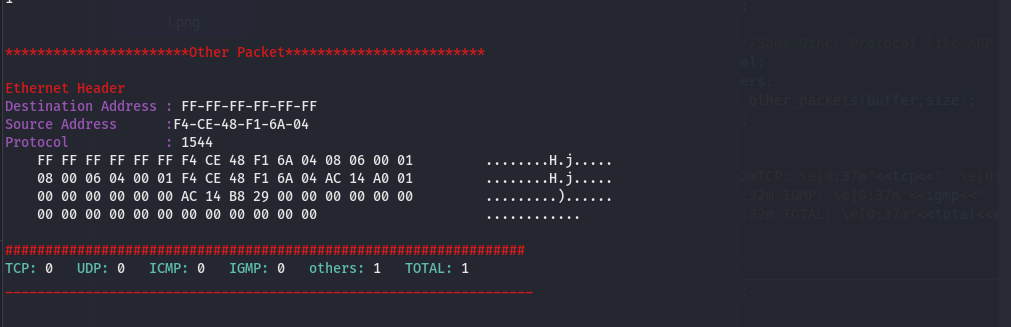 1
1.png
***********************Other Packet*************************
//Some Other Protocol like ARP
al;
ers;
other_packets(buffer,size);
Ethernet Header
Destination Address : FF-FF-FF-FF-FF-FF
Source Address      :F4-CE-48-F1-6A-04
Protocol            : 1544
FF FF FF FF FF FF F4 CE 48 F1 6A 04 08 06 00 01         ........H.j.....
08 00 06 04 00 01 F4 CE 48 F1 6A 04 AC 14 A0 01         ........H.j.....
00 00 00 00 00 00 AC 14 B8 29 00 00 00 00 00 00         .........)......
00 00 00 00 00 00 00 00 00 00 00 00         ............
2mTCP: \e[0;37m"<<tcp<<"
:32m IGMP: \e[0;37m"<<igmp<<"
:32m TOTAL: \e[0;37m"<<total<<
#################################################################
TCP: 0   UDP: 0   ICMP: 0   IGMP: 0   others: 1   TOTAL: 1